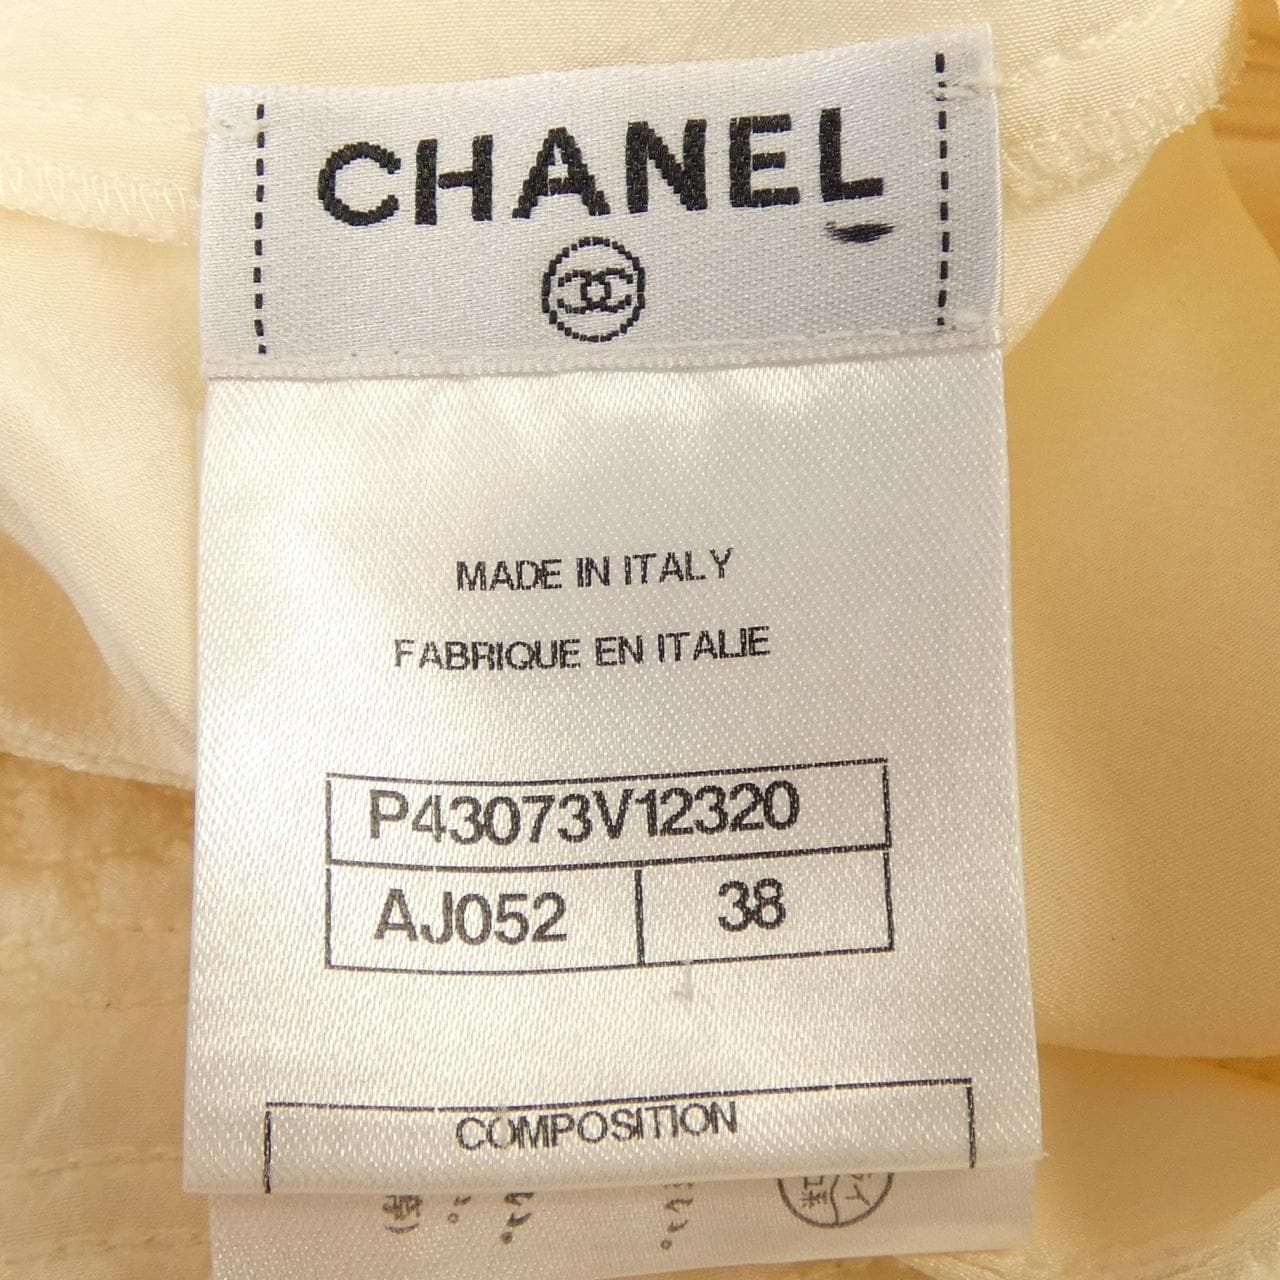 CHANEL
MADE IN ITALY
FABRIQUE EN ITALIE
P43073V12320
AJ052 38
COMPOSITION